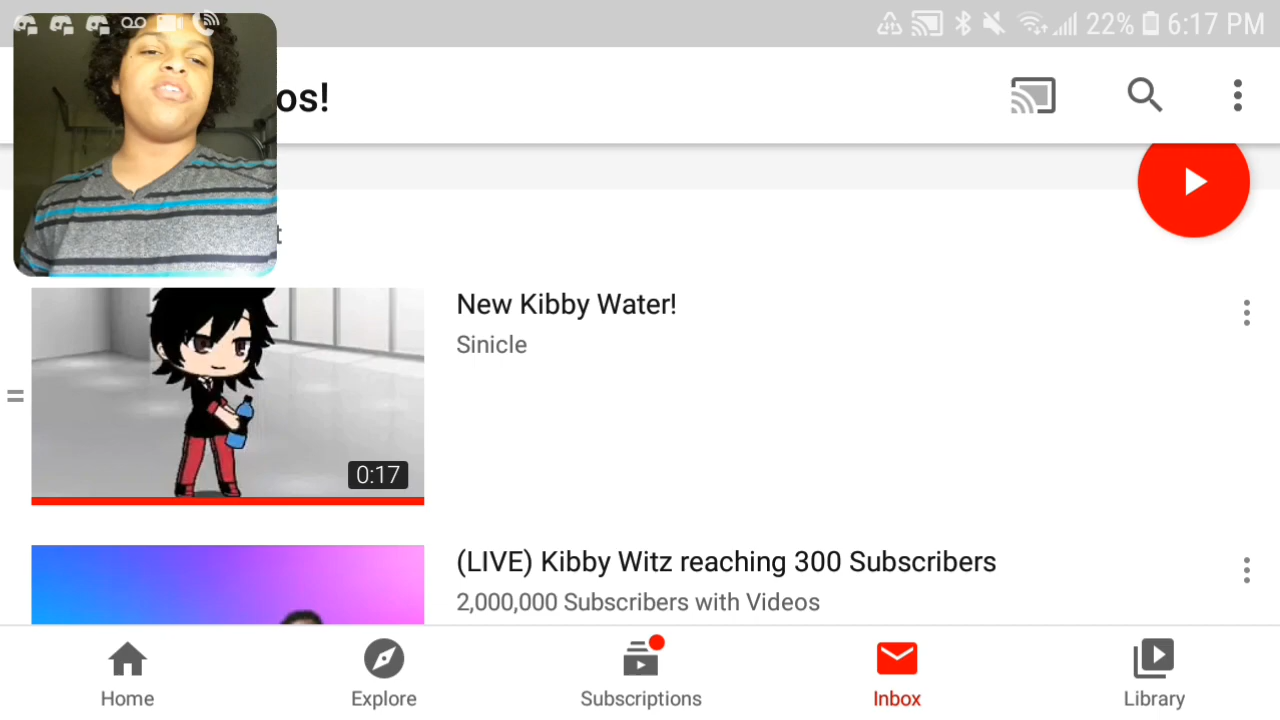 22% 6:17 PM
os!
t
New Kibby Water!
Sinicle
0:17
(LIVE) Kibby Witz reaching 300 Subscribers
2,000,000 Subscribers with Videos
Home Explore Subscriptions Inbox Library